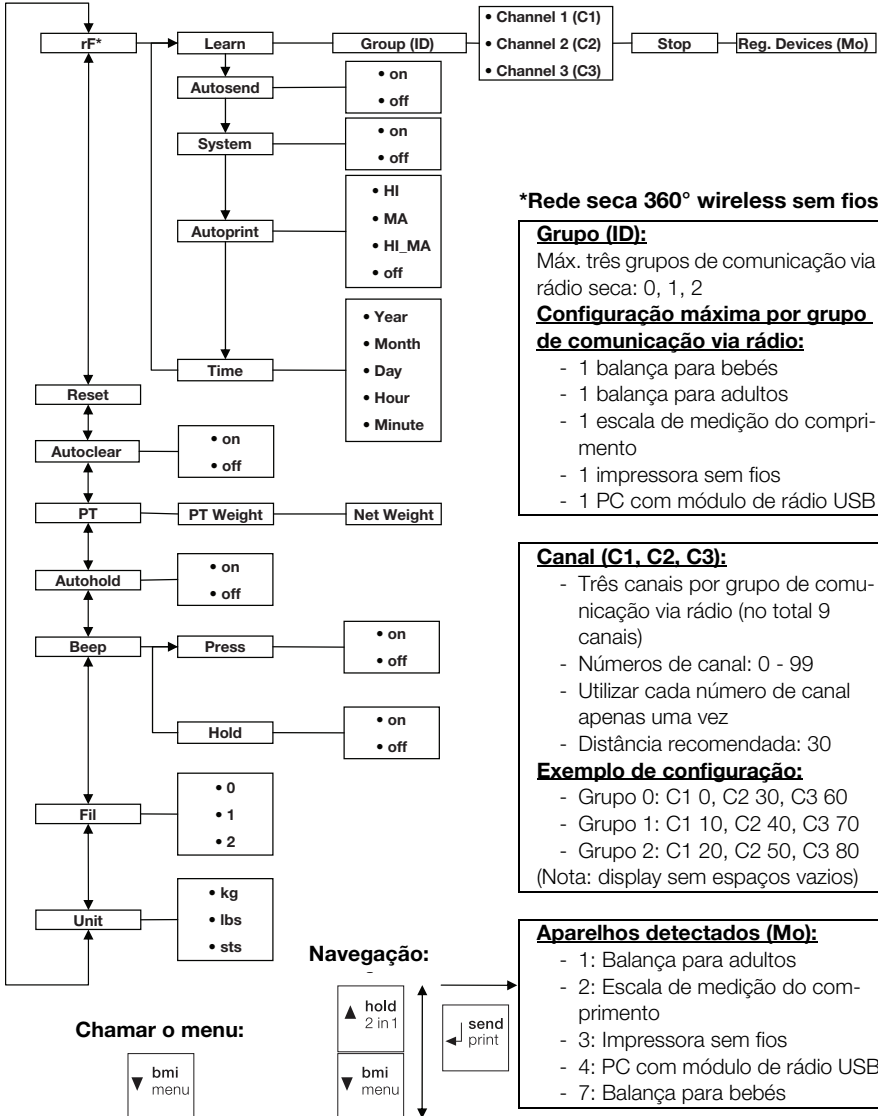 rF*
Learn
Group (ID)
• Channel 1 (C1)
• Channel 2 (C2)
• Channel 3 (C3)
Stop
Reg. Devices (Mo)
Autosend
• on
• off
System
• on
• off
Autoprint
• HI
• MA
• HI_MA
• off
Time
• Year
• Month
• Day
• Hour
• Minute
Reset
Autoclear
• on
• off
PT
PT Weight
Net Weight
Autohold
• on
• off
Beep
Press
• on
• off
Hold
• on
• off
Fil
• 0
• 1
• 2
Unit
• kg
• lbs
• sts
Chamar o menu:
bmi
menu
Navegação:
hold
2 in 1
bmi
menu
send
print
*Rede seca 360° wireless sem fios
Grupo (ID):
Máx. três grupos de comunicação via
rádio seca: 0, 1, 2
Configuração máxima por grupo
de comunicação via rádio:
- 1 balança para bebés
- 1 balança para adultos
- 1 escala de medição do compri-
mento
- 1 impressora sem fios
- 1 PC com módulo de rádio USB
Canal (C1, C2, C3):
- Três canais por grupo de comu-
nicação via rádio (no total 9
canais)
- Números de canal: 0 - 99
- Utilizar cada número de canal
apenas uma vez
- Distância recomendada: 30
Exemplo de configuração:
- Grupo 0: C1 0, C2 30, C3 60
- Grupo 1: C1 10, C2 40, C3 70
- Grupo 2: C1 20, C2 50, C3 80
(Nota: display sem espaços vazios)
Aparelhos detectados (Mo):
- 1: Balança para adultos
- 2: Escala de medição do com-
primento
- 3: Impressora sem fios
- 4: PC com módulo de rádio USB
- 7: Balança para bebés